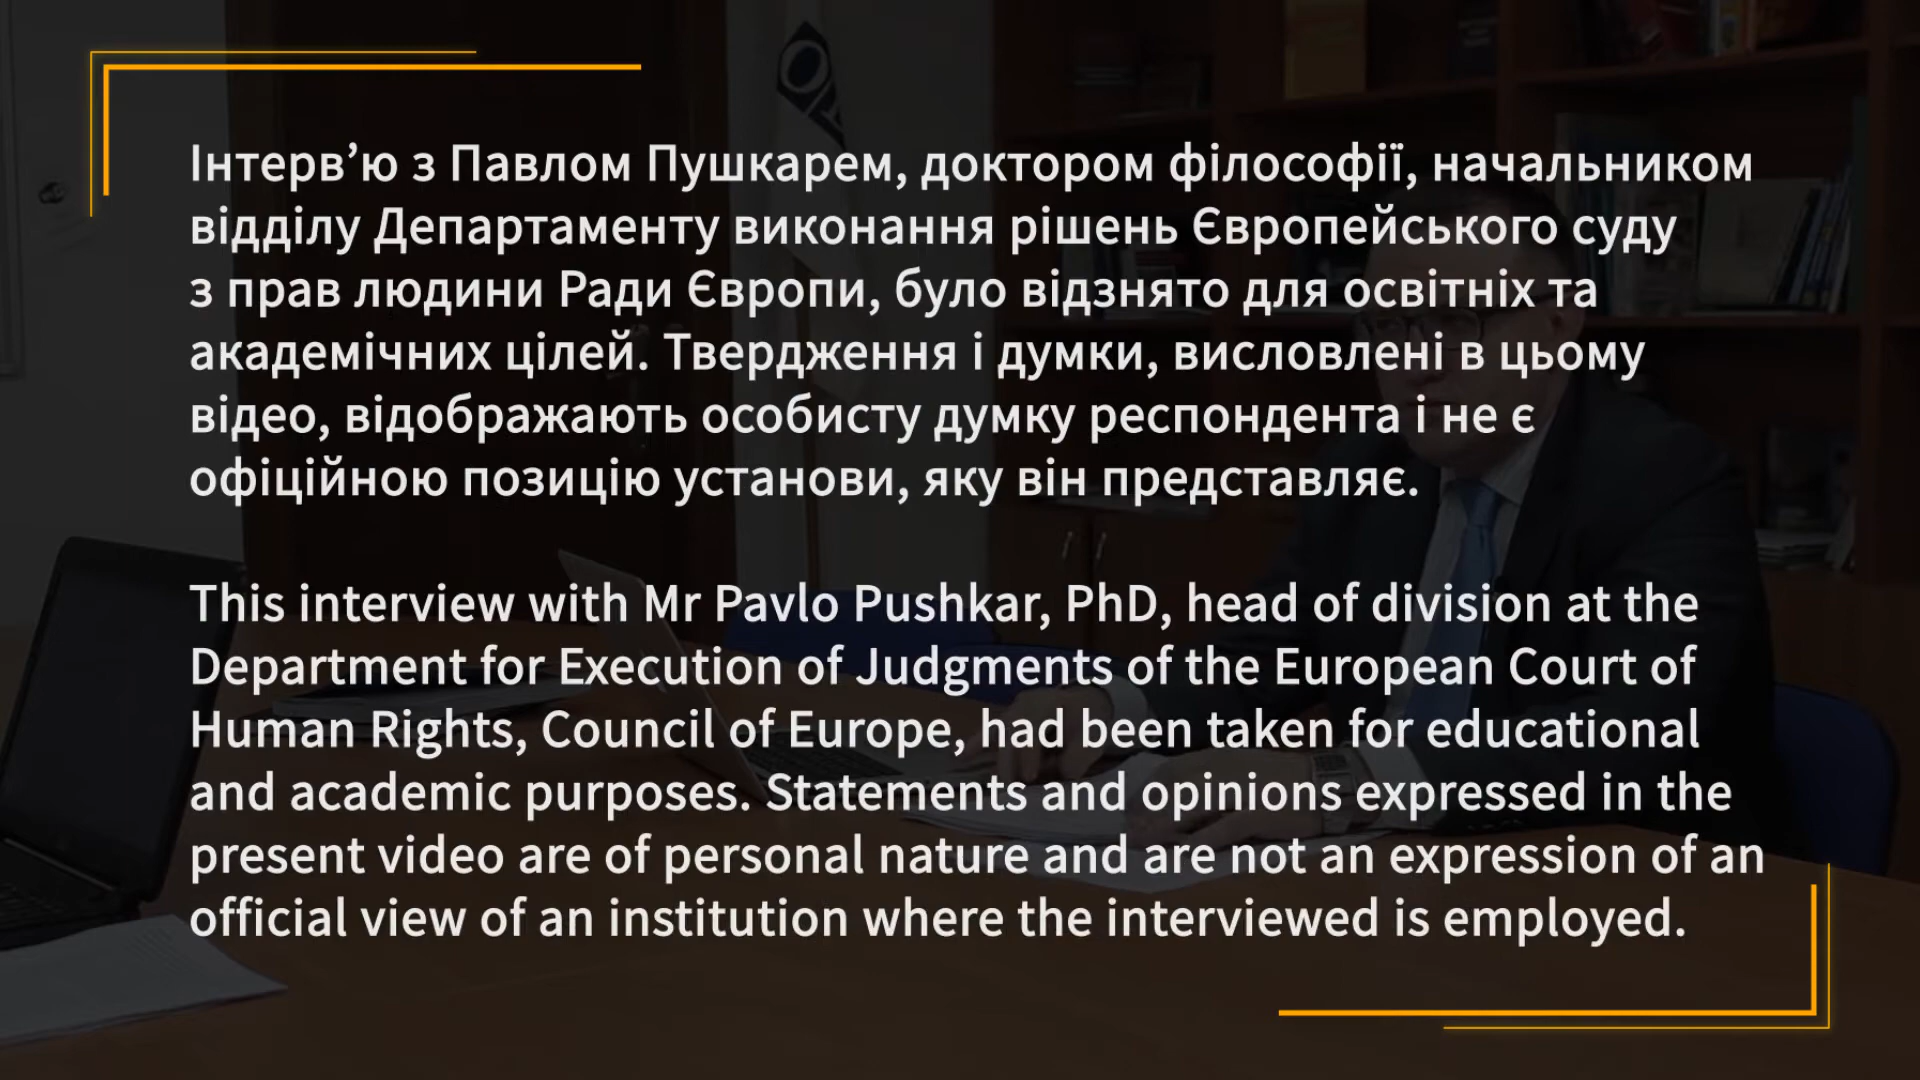 Інтерв’ю з Павлом Пушкарем, доктором філософії, начальником
відділу Департаменту виконання рішень Європейського суду
з прав людини Ради Європи, було відзнято для освітніх та
академічних цілей. Твердження і думки, висловлені в цьому
відео, відображають особисту думку респондента і не є
офіційною позицію установи, яку він представляє.
This interview with Mr Pavlo Pushkar, PhD, head of division at the
Department for Execution of Judgments of the European Court of
Human Rights, Council of Europe, had been taken for educational
and academic purposes. Statements and opinions expressed in the
present video are of personal nature and are not an expression of an
official view of an institution where the interviewed is employed.